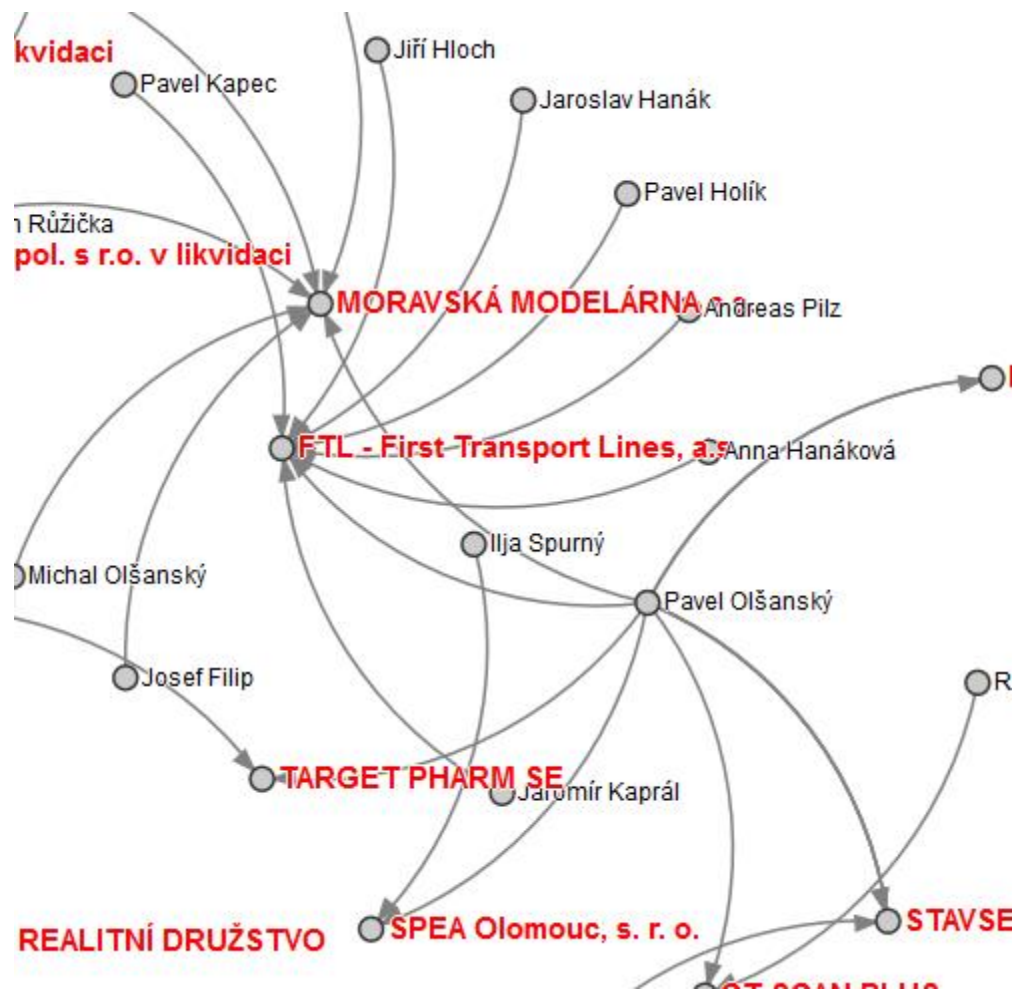 kvidaci
Jiří Hloch
Pavel Kapec
Jaroslav Hanák
Pavel Holík
n Růžička
pol. s r.o. v likvidaci
MORAVSKÁ MODELÁRNA
Andreas Pilz
FTL - First Transport Lines, a.s
Anna Hanáková
Ilja Spurný
Michal Olšanský
Pavel Olšanský
Josef Filip
R
TARGET PHARM SE
Jaromír Kaprál
SPEA Olomouc, s. r. o.
STAVSE
REALITNÍ DRUŽSTVO